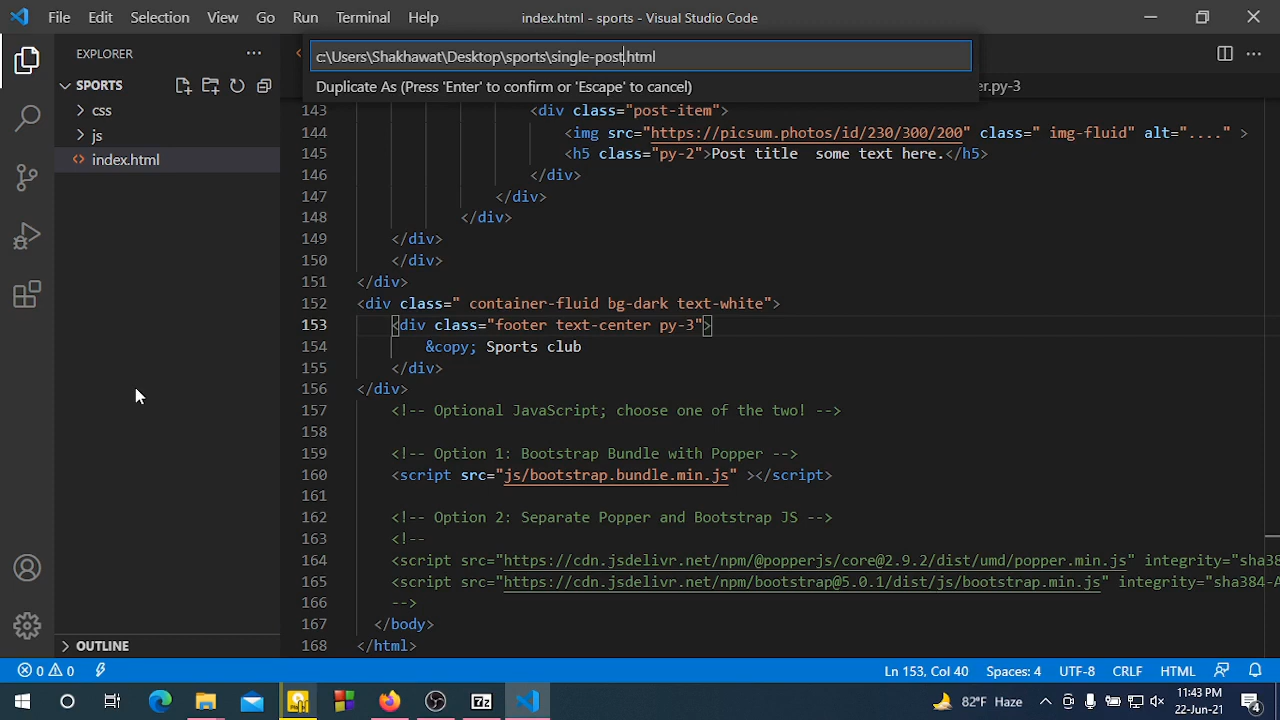 File Edit Selection View Go Run Terminal Help index.html - sports - Visual Studio Code
EXPLORER
c:\Users\Shakhawat\Desktop\sports\single-post.html
Duplicate As (Press 'Enter' to confirm or 'Escape' to cancel)
er.py-3
SPORTS
css
js
index.html
143 <div class="post-item">
144 <img src="https://picsum.photos/id/230/300/200" class=" img-fluid" alt="...." >
145 <h5 class="py-2">Post title  some text here.</h5>
146 </div>
147 </div>
148 </div>
149 </div>
150 </div>
151 </div>
152 <div class=" container-fluid bg-dark text-white">
153 <div class="footer text-center py-3">
154 &copy; Sports club
155 </div>
156 </div>
157 <!-- Optional JavaScript; choose one of the two! -->
158
159 <!-- Option 1: Bootstrap Bundle with Popper -->
160 <script src="js/bootstrap.bundle.min.js" ></script>
161
162 <!-- Option 2: Separate Popper and Bootstrap JS -->
163 <!--
164 <script src="https://cdn.jsdelivr.net/npm/@popperjs/core@2.9.2/dist/umd/popper.min.js" integrity="sha3
165 <script src="https://cdn.jsdelivr.net/npm/bootstrap@5.0.1/dist/js/bootstrap.min.js" integrity="sha384-A
166 -->
167 </body>
168 </html>
OUTLINE
0 0 Ln 153, Col 40 Spaces: 4 UTF-8 CRLF HTML
7z 82°F Haze 11:43 PM
22-Jun-21 4